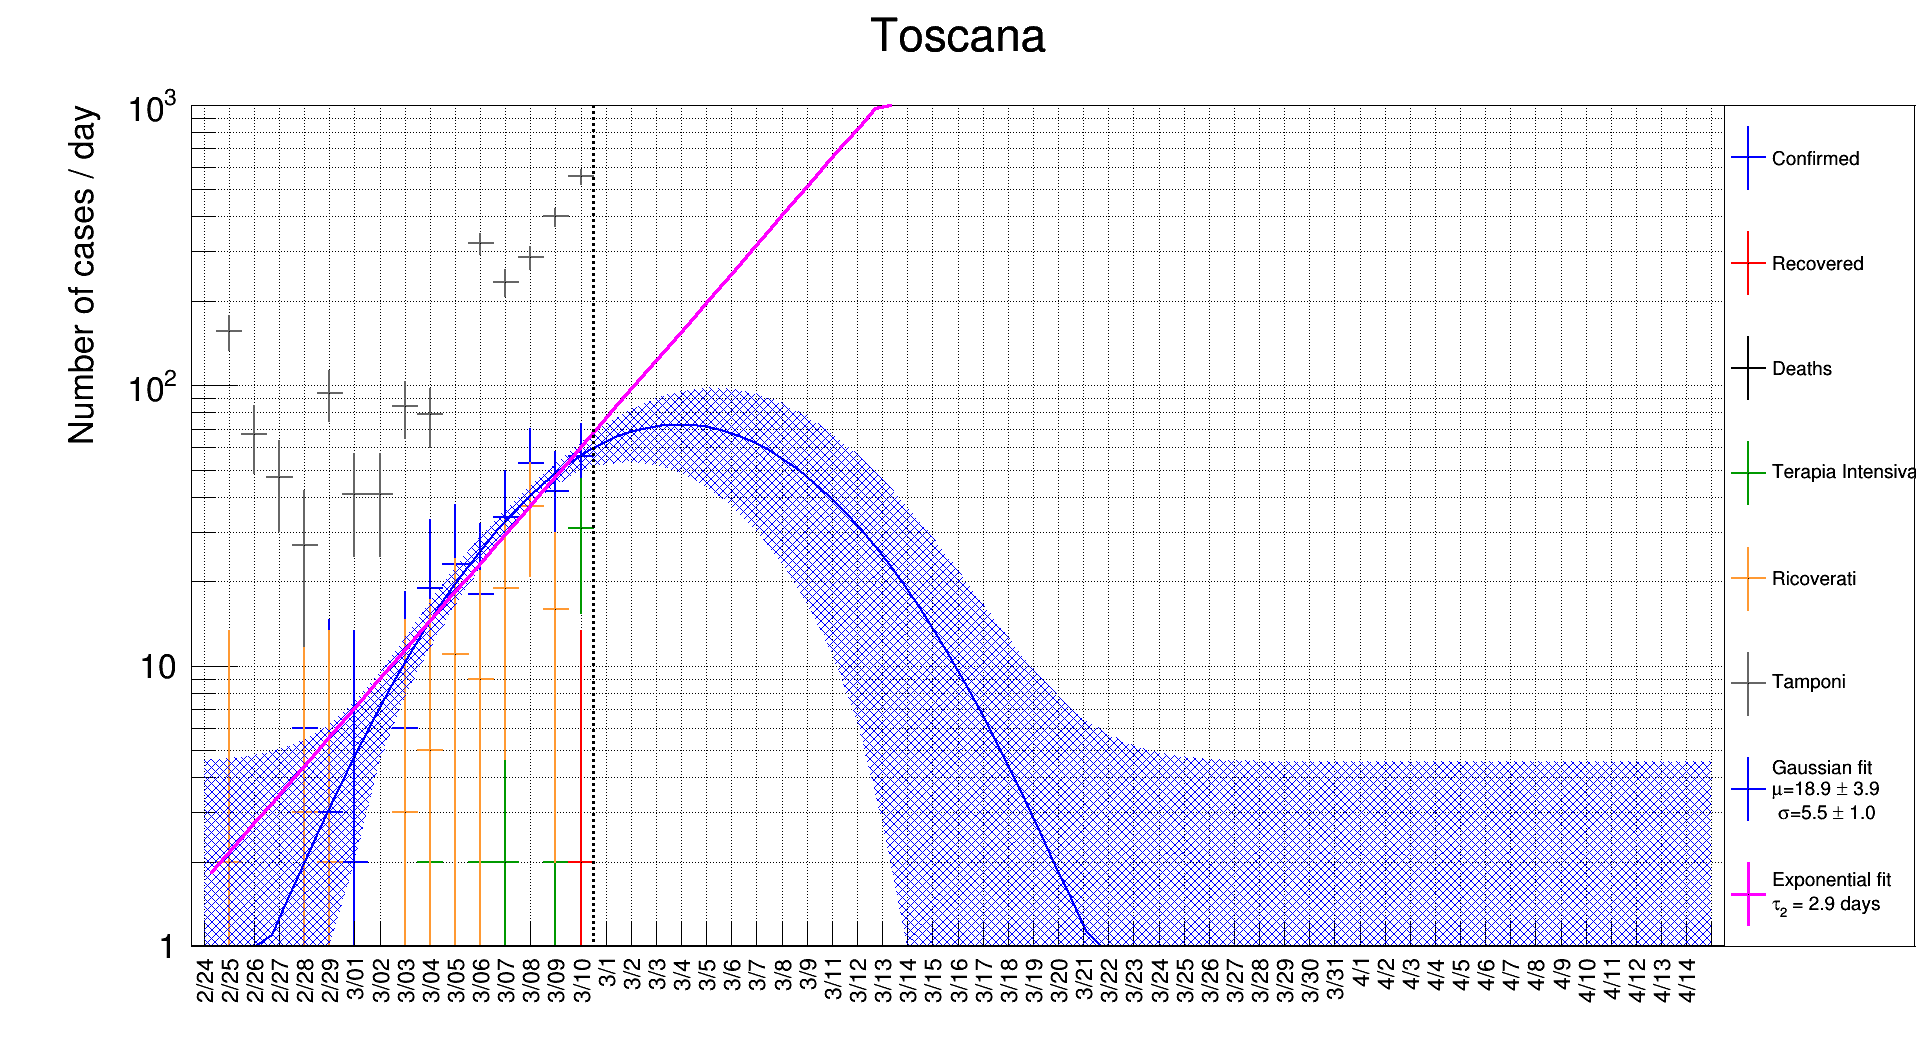 Toscana
Number of cases / day
10³
10²
10
1
2/24 2/25 2/26 2/27 2/28 2/29 3/01 3/02 3/03 3/04 3/05 3/06 3/07 3/08 3/09 3/10 3/1 3/2 3/3 3/4 3/5 3/6 3/7 3/8 3/9 3/11 3/12 3/13 3/14 3/15 3/16 3/17 3/18 3/19 3/20 3/21 3/22 3/23 3/24 3/25 3/26 3/27 3/28 3/29 3/30 3/31 4/1 4/2 4/3 4/4 4/5 4/6 4/7 4/8 4/9 4/10 4/11 4/12 4/13 4/14
Confirmed
Recovered
Deaths
Terapia Intensiva
Ricoverati
Tamponi
Gaussian fit
μ=18.9 ± 3.9
σ=5.5 ± 1.0
Exponential fit
τ₂ = 2.9 days